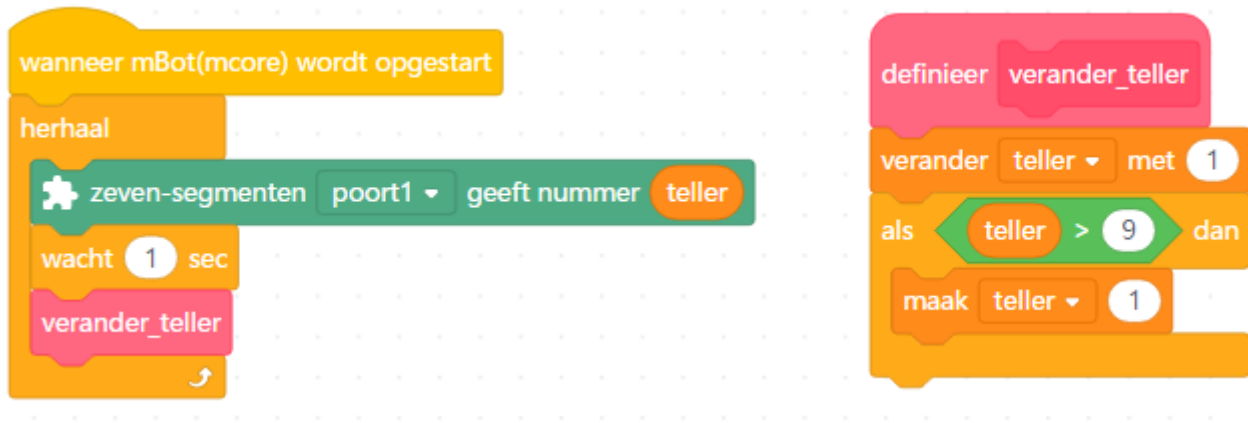 wanneer mBot(mcore) wordt opgestart
herhaal
zeven-segmenten poort1 geeft nummer teller
wacht 1 sec
verander_teller
definieer verander_teller
verander teller met 1
als teller > 9 dan
maak teller 1